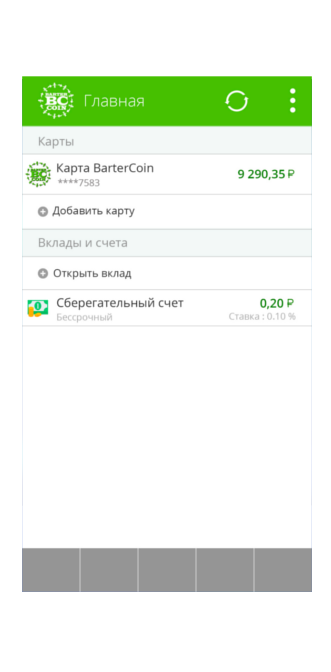 BARTER
BC
COIN
Главная
Карты
BC
Карта BarterCoin
9 290,35 ₽
****7583
Добавить карту
Вклады и счета
Открыть вклад
Сберегательный счет
0,20 ₽
Бессрочный
Ставка : 0.10 %